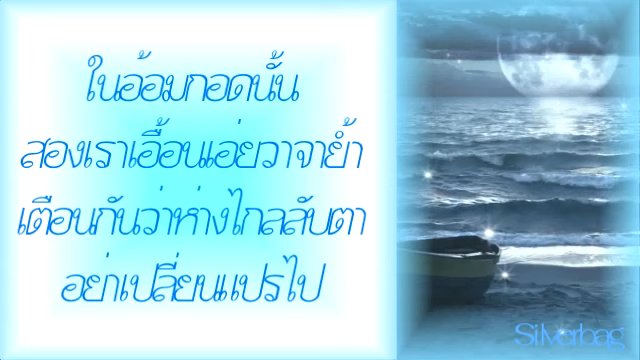 ในอ้อมกอดนั้น
สองเราเอื้อนเอ่ยวาจาย้ำ
เตือนกันว่าห่างไกลสับตา
อย่าเปลี่ยนแปรไป
Silverbag